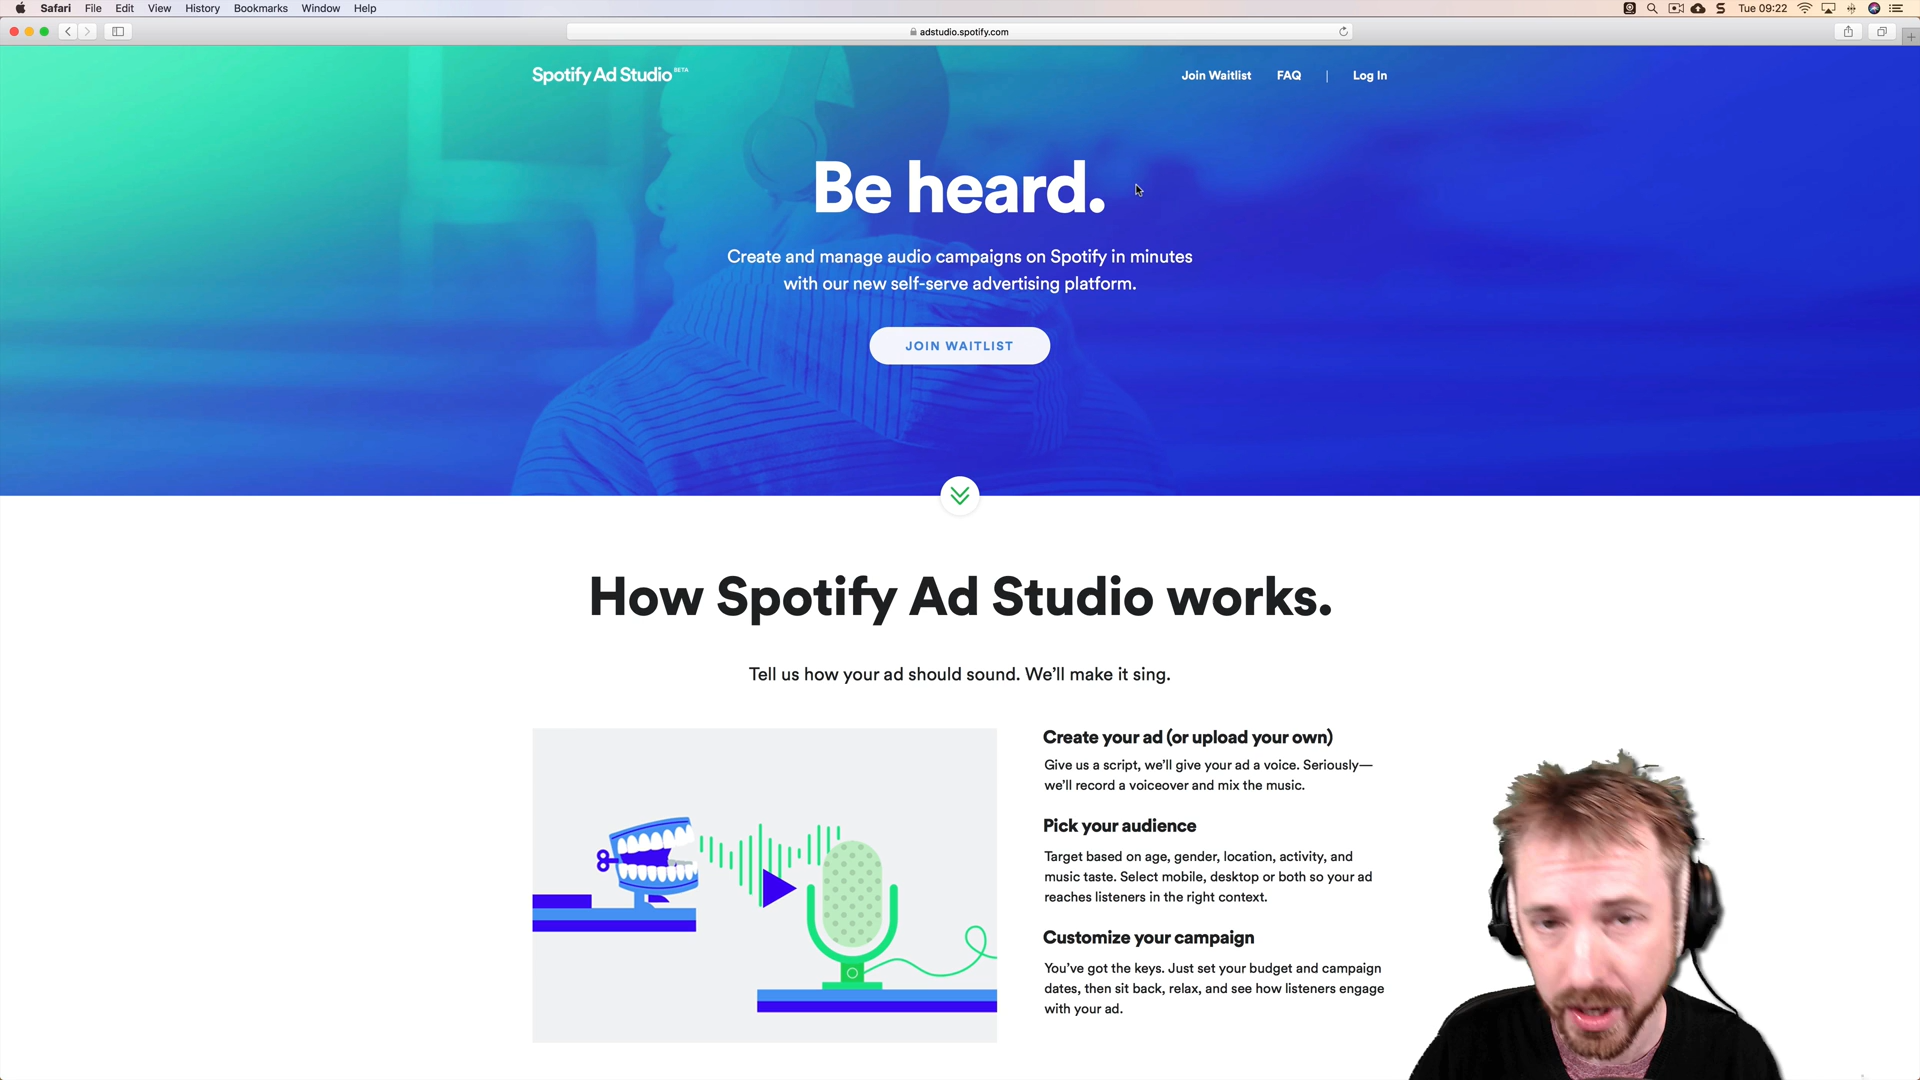 Safari File Edit View History Bookmarks Window Help
Tue 09:22
adstudio.spotify.com
Spotify Ad Studio BETA
Join Waitlist FAQ | Log In
Be heard.
Create and manage audio campaigns on Spotify in minutes
with our new self-serve advertising platform.
JOIN WAITLIST
How Spotify Ad Studio works.
Tell us how your ad should sound. We’ll make it sing.
Create your ad (or upload your own)
Give us a script, we’ll give your ad a voice. Seriously—
we’ll record a voiceover and mix the music.
Pick your audience
Target based on age, gender, location, activity, and
music taste. Select mobile, desktop or both so your ad
reaches listeners in the right context.
Customize your campaign
You’ve got the keys. Just set your budget and campaign
dates, then sit back, relax, and see how listeners engage
with your ad.